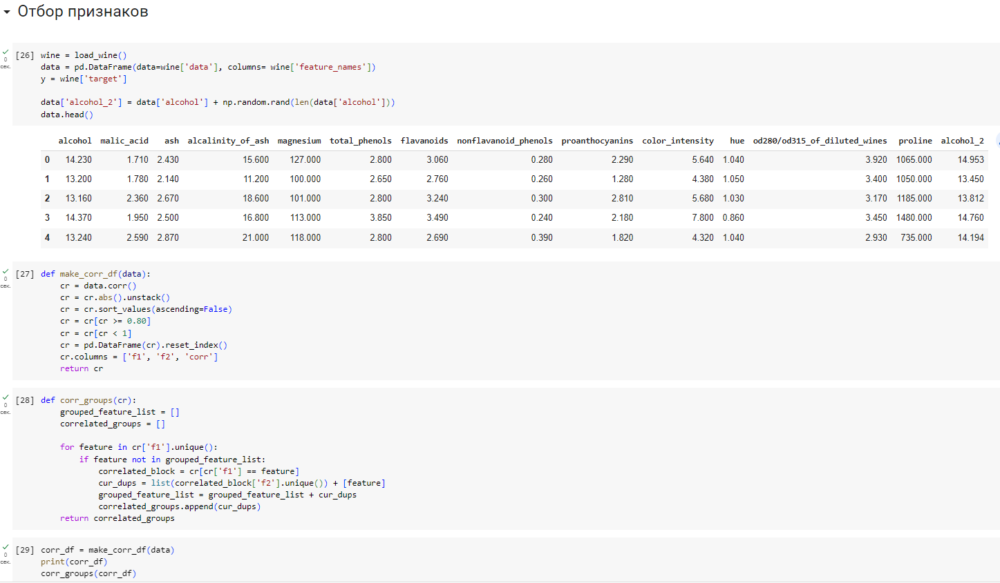 Отбор признаков
0
сек.
[26] wine = load_wine()
data = pd.DataFrame(data=wine['data'], columns= wine['feature_names'])
y = wine['target']
data['alcohol_2'] = data['alcohol'] + np.random.rand(len(data['alcohol']))
data.head()
alcohol malic_acid ash alcalinity_of_ash magnesium total_phenols flavanoids nonflavanoid_phenols proanthocyanins color_intensity hue od280/od315_of_diluted_wines proline alcohol_2
0 14.230 1.710 2.430 15.600 127.000 2.800 3.060 0.280 2.290 5.640 1.040 3.920 1065.000 14.953
1 13.200 1.780 2.140 11.200 100.000 2.650 2.760 0.260 1.280 4.380 1.050 3.400 1050.000 13.450
2 13.160 2.360 2.670 18.600 101.000 2.800 3.240 0.300 2.810 5.680 1.030 3.170 1185.000 13.812
3 14.370 1.950 2.500 16.800 113.000 3.850 3.490 0.240 2.180 7.800 0.860 3.450 1480.000 14.760
4 13.240 2.590 2.870 21.000 118.000 2.800 2.690 0.390 1.820 4.320 1.040 2.930 735.000 14.194
0
сек.
[27] def make_corr_df(data):
cr = data.corr()
cr = cr.abs().unstack()
cr = cr.sort_values(ascending=False)
cr = cr[cr >= 0.80]
cr = cr[cr < 1]
cr = pd.DataFrame(cr).reset_index()
cr.columns = ['f1', 'f2', 'corr']
return cr
0
сек.
[28] def corr_groups(cr):
grouped_feature_list = []
correlated_groups = []
for feature in cr['f1'].unique():
if feature not in grouped_feature_list:
correlated_block = cr[cr['f1'] == feature]
cur_dups = list(correlated_block['f2'].unique()) + [feature]
grouped_feature_list = grouped_feature_list + cur_dups
correlated_groups.append(cur_dups)
return correlated_groups
0
сек.
[29] corr_df = make_corr_df(data)
print(corr_df)
corr_groups(corr_df)